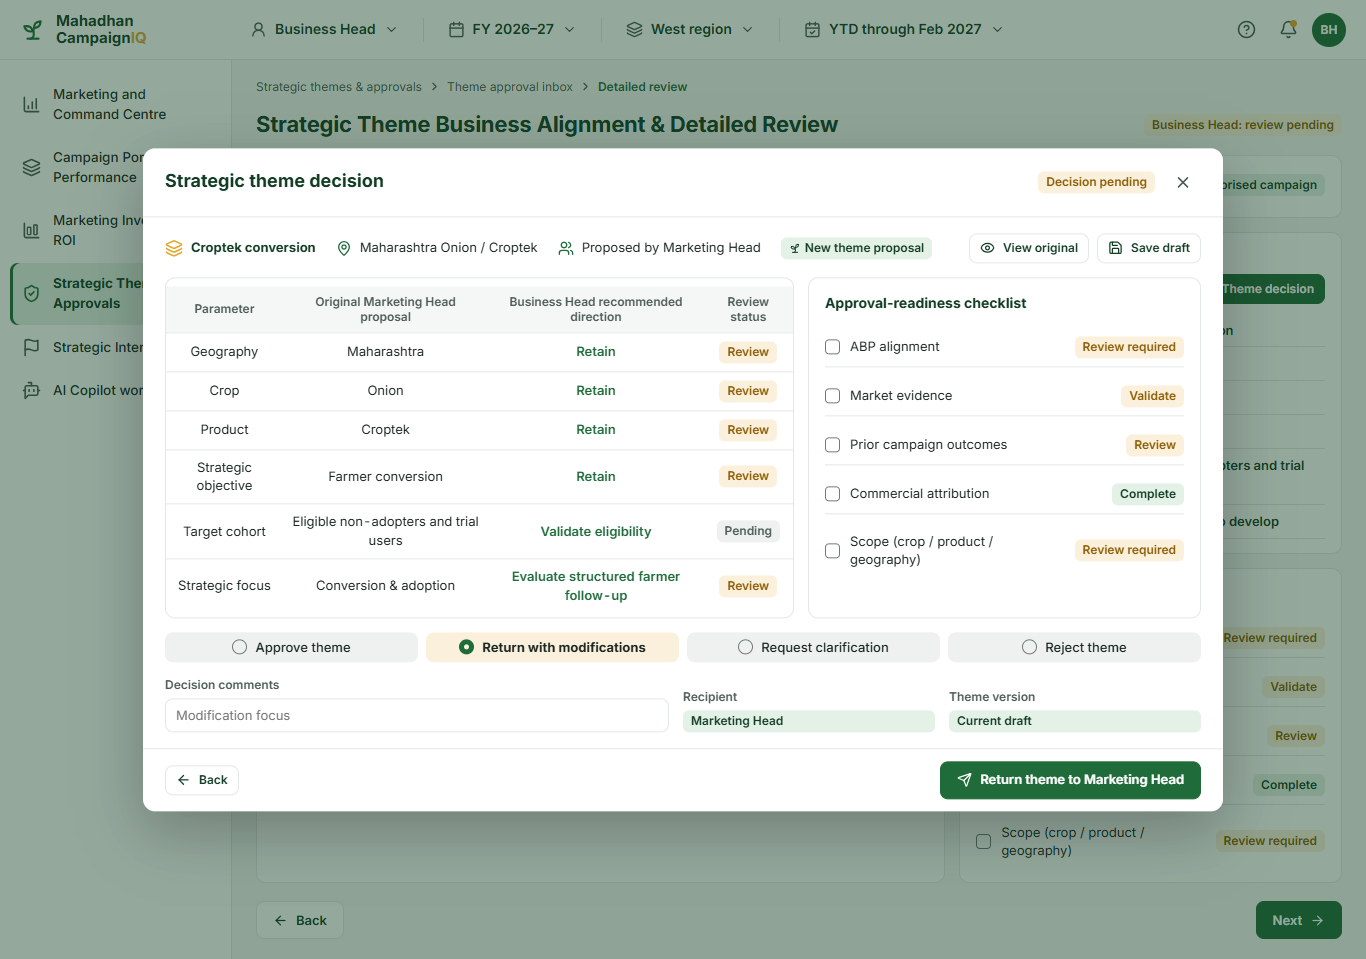 Mahadhan
CampaignIQ
Business Head
FY 2026–27
West region
YTD through Feb 2027
BH
Marketing and
Command Centre
Campaign Por
Performance
Marketing Inv
ROI
Strategic The
Approvals
Strategic Inter
AI Copilot wor
Strategic themes & approvals > Theme approval inbox > Detailed review
Strategic Theme Business Alignment & Detailed Review
Business Head: review pending
Strategic theme decision
Decision pending
Croptek conversion
Maharashtra Onion / Croptek
Proposed by Marketing Head
New theme proposal
View original
Save draft
Parameter
Original Marketing Head
proposal
Business Head recommended
direction
Review
status
Geography
Maharashtra
Retain
Review
Crop
Onion
Retain
Review
Product
Croptek
Retain
Review
Strategic
objective
Farmer conversion
Retain
Review
Target cohort
Eligible non-adopters and trial
users
Validate eligibility
Pending
Strategic focus
Conversion & adoption
Evaluate structured farmer
follow-up
Review
Approval-readiness checklist
ABP alignment
Review required
Market evidence
Validate
Prior campaign outcomes
Review
Commercial attribution
Complete
Scope (crop / product /
geography)
Review required
Approve theme
Return with modifications
Request clarification
Reject theme
Decision comments
Modification focus
Recipient
Marketing Head
Theme version
Current draft
Back
Return theme to Marketing Head
orised campaign
Theme decision
on
ters and trial
develop
Review required
Validate
Review
Complete
Scope (crop / product /
geography)
Review required
Back
Next